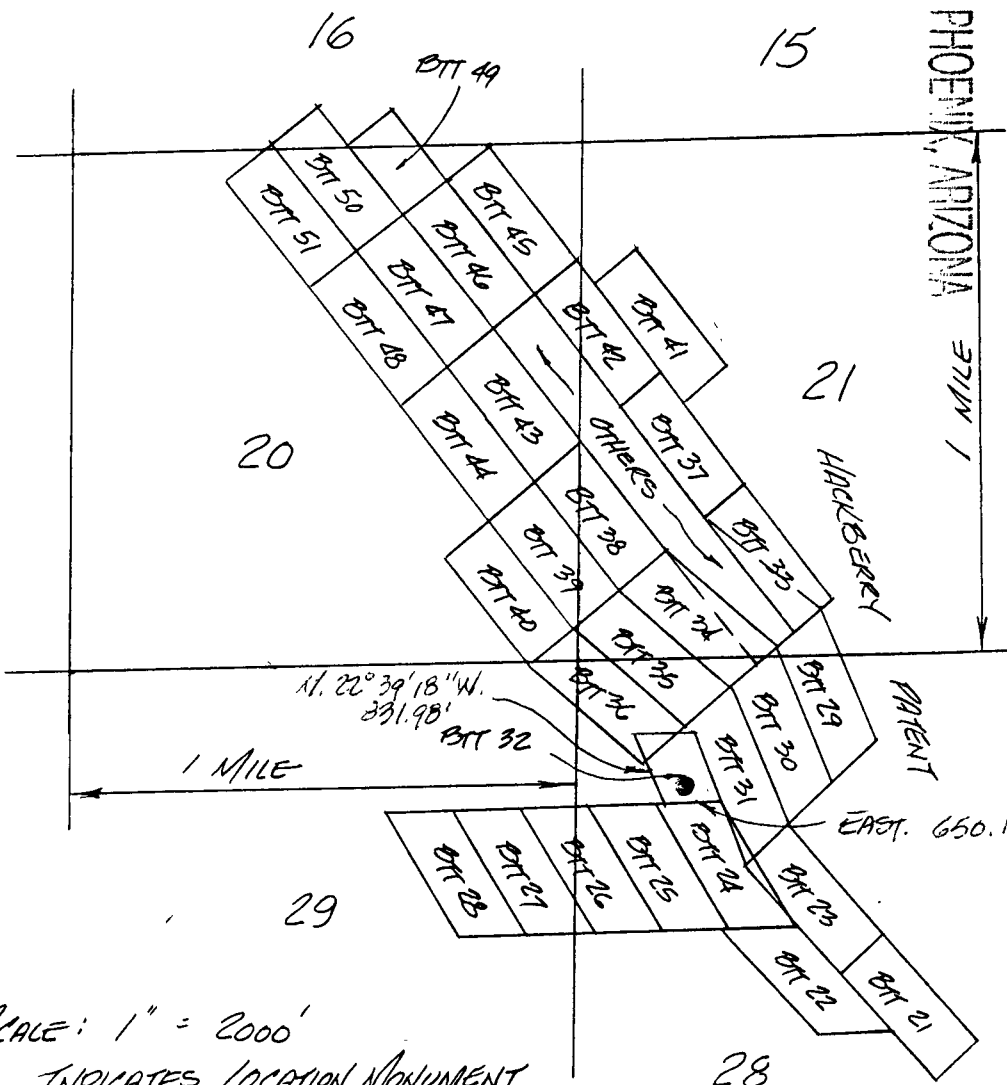 16
15
PHOENIX, ARIZONA
BTT 49
BTT 50
BTT 51
BTT 45
BTT 46
BTT 47
BTT 48
BTT 41
BTT 42
21
1 MILE
BTT 43
BTT 44
20
OTHERS
BTT 37
HACKBERRY
BTT 38
BTT 33
BTT 39
BTT 40
BTT 34
BTT 35
BTT 36
BTT 29
BTT 30
PATENT
N. 22° 39' 18" W.
331.98'
BTT 32
BTT 31
1 MILE
EAST. 650.1
BTT 28
BTT 27
BTT 26
BTT 25
BTT 24
BTT 23
29
BTT 22
BTT 21
SCALE: 1" = 2000'
INDICATES LOCATION MONUMENT
28